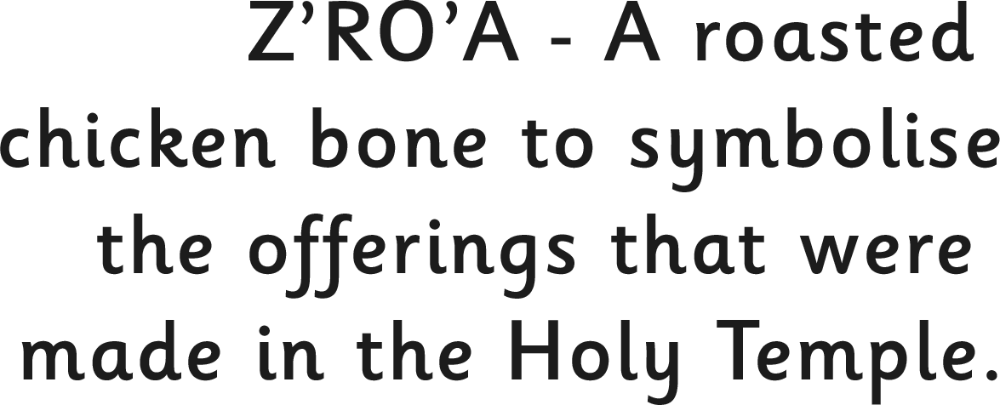 Z’RO’A - A roasted
chicken bone to symbolise
the offerings that were
made in the Holy Temple.